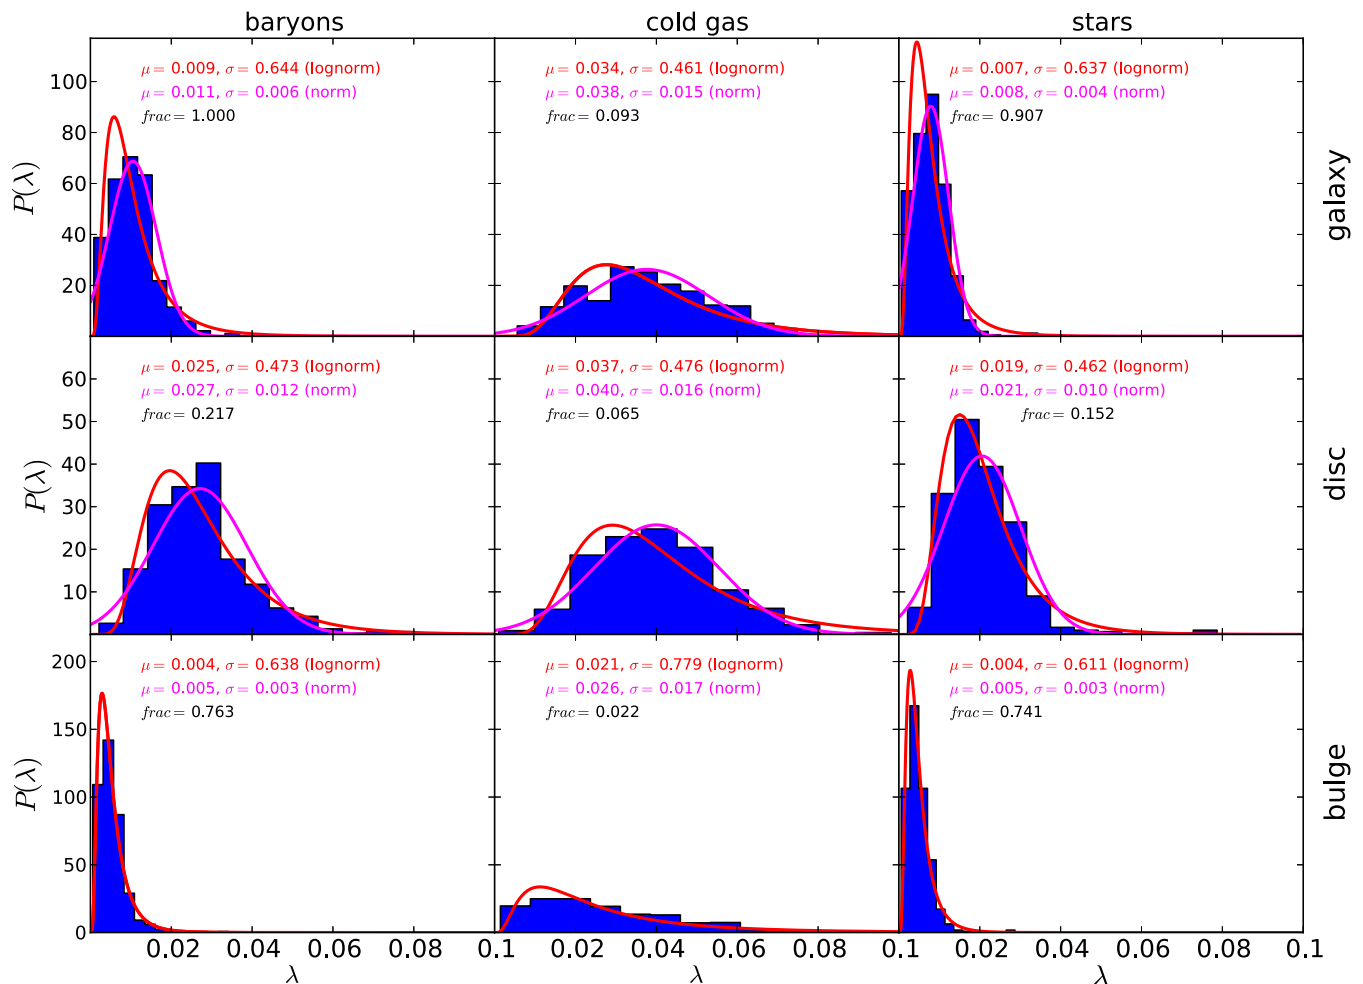 baryons
cold gas
stars
μ = 0.009, σ = 0.644 (lognorm)
μ = 0.011, σ = 0.006 (norm)
frac = 1.000
μ = 0.034, σ = 0.461 (lognorm)
μ = 0.038, σ = 0.015 (norm)
frac = 0.093
μ = 0.007, σ = 0.637 (lognorm)
μ = 0.008, σ = 0.004 (norm)
frac = 0.907
100
80
60
40
20
P(λ)
galaxy
μ = 0.025, σ = 0.473 (lognorm)
μ = 0.027, σ = 0.012 (norm)
frac = 0.217
μ = 0.037, σ = 0.476 (lognorm)
μ = 0.040, σ = 0.016 (norm)
frac = 0.065
μ = 0.019, σ = 0.462 (lognorm)
μ = 0.021, σ = 0.010 (norm)
frac = 0.152
60
50
40
30
20
10
P(λ)
disc
μ = 0.004, σ = 0.638 (lognorm)
μ = 0.005, σ = 0.003 (norm)
frac = 0.763
μ = 0.021, σ = 0.779 (lognorm)
μ = 0.026, σ = 0.017 (norm)
frac = 0.022
μ = 0.004, σ = 0.611 (lognorm)
μ = 0.005, σ = 0.003 (norm)
frac = 0.741
200
150
100
50
0
P(λ)
bulge
0.02 0.04 0.06 0.08 0.1 0.02 0.04 0.06 0.08 0.1 0.02 0.04 0.06 0.08 0.1
λ λ λ